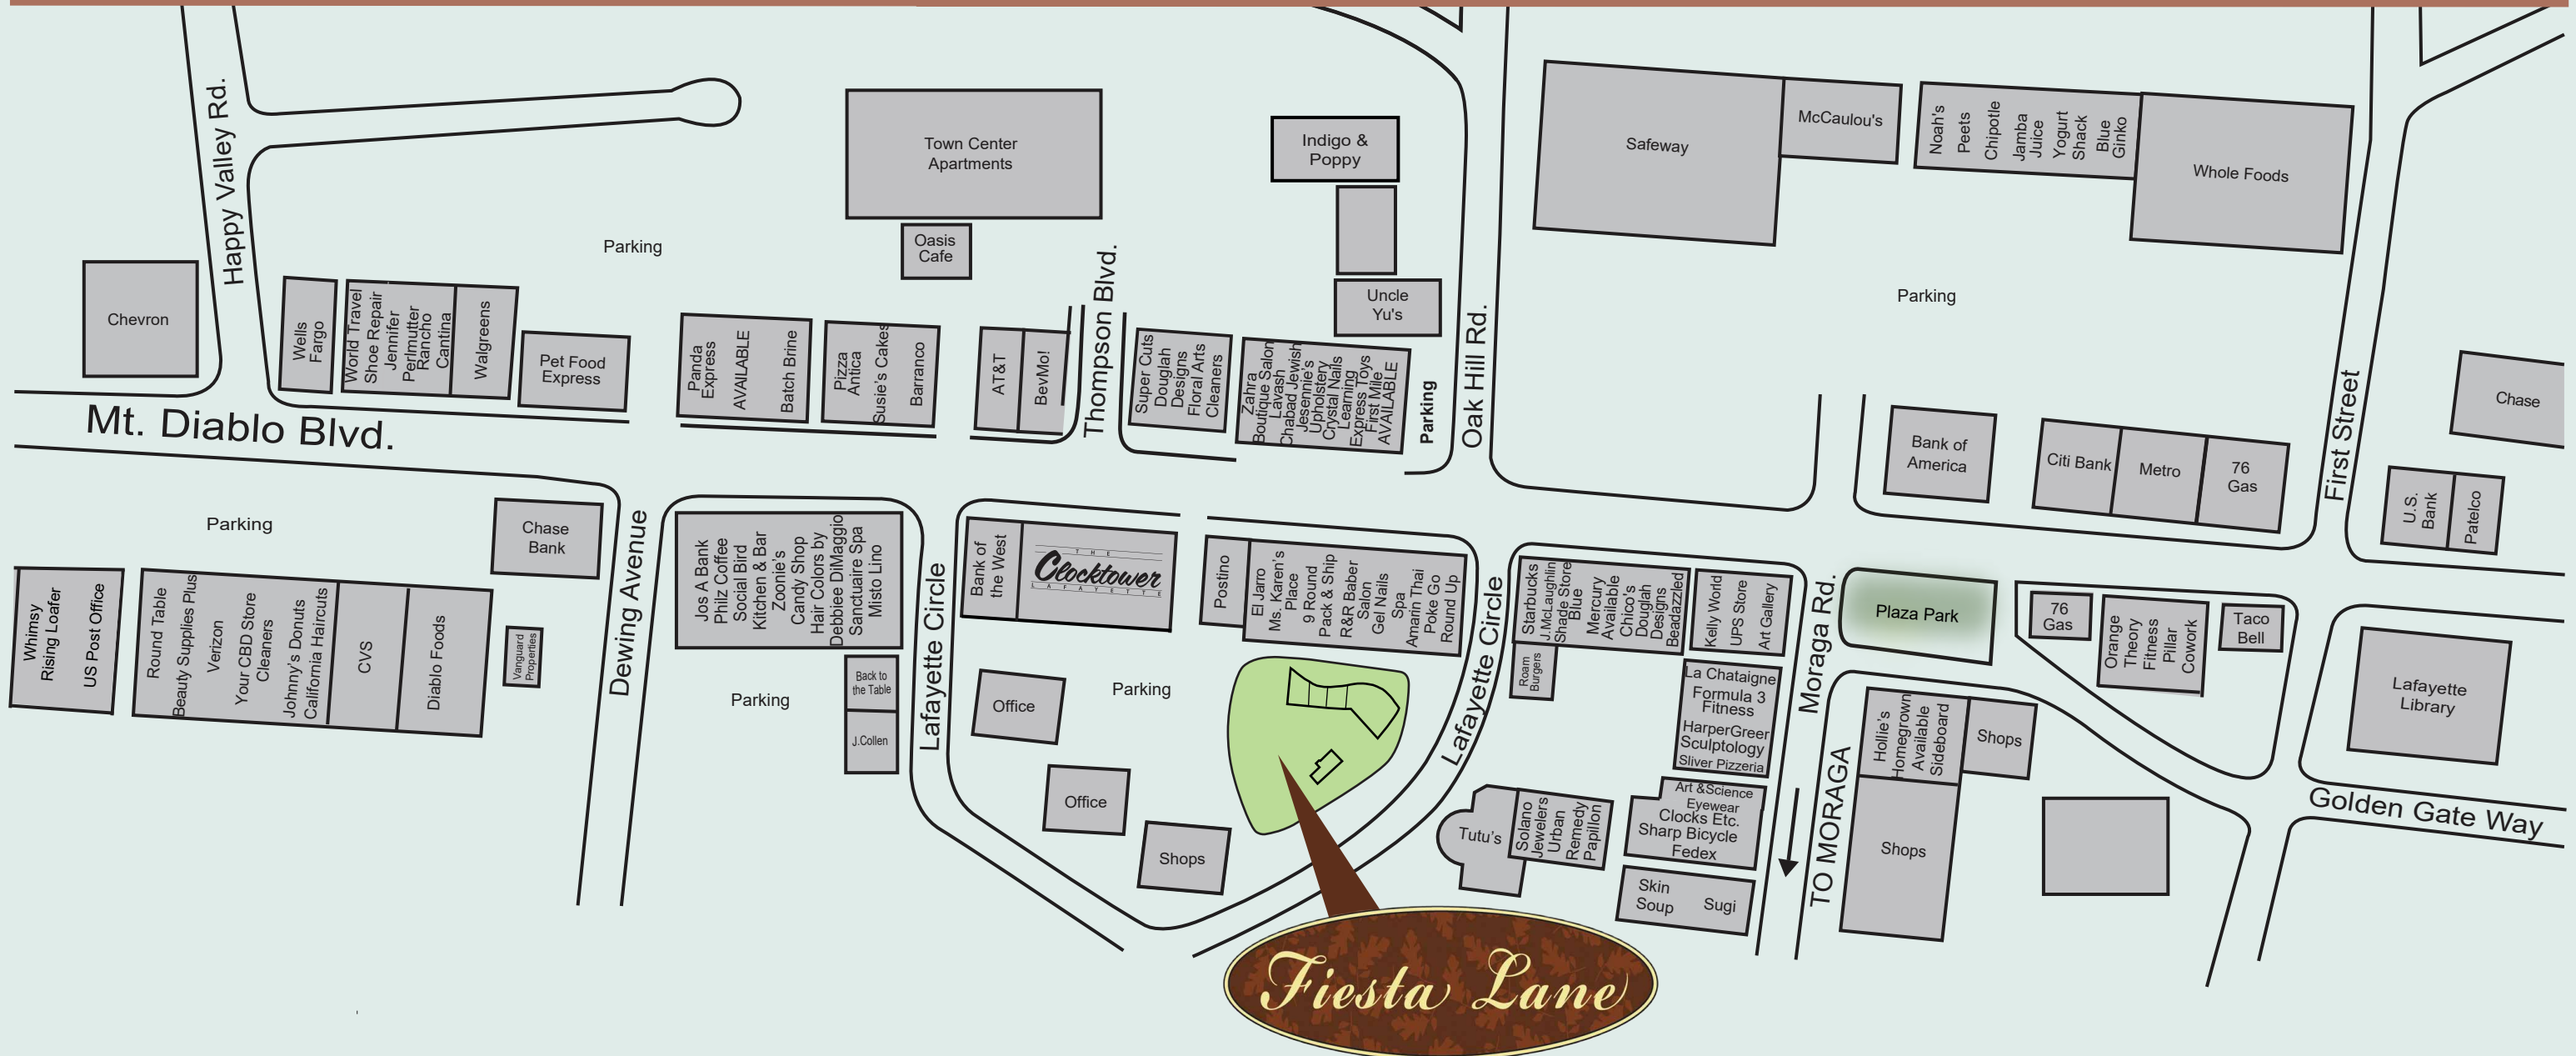 Happy Valley Rd.
Town Center
Apartments
Indigo &
Poppy
Safeway
McCaulou's
Noah's
Peets
Chipotle
Jamba
Juice
Yogurt
Shack
Blue
Ginko
Whole Foods
Parking
Oasis
Cafe
Uncle
Yu's
Parking
Chevron
Wells
Fargo
World Travel
Shoe Repair
Jennifer
Perlmutter
Rancho
Cantina
Walgreens
Pet Food
Express
Panda
Express
AVAILABLE
Batch Brine
Pizza
Antica
Susie's Cakes
Barranco
AT&T
BevMo!
Thompson Blvd.
Super Cuts
Douglah
Designs
Floral Arts
Cleaners
Zahra
Boutique Salon
Lavash
Chabad Jewish
Jesennie's
Upholstery
Crystal Nails
Learning
Express Toys
First Mile
AVAILABLE
Parking
Oak Hill Rd.
Bank of
America
Citi Bank
Metro
76
Gas
First Street
Chase
U.S.
Bank
Patelco
Mt. Diablo Blvd.
Parking
Chase
Bank
Whimsy
Rising Loafer
US Post Office
Round Table
Beauty Supplies Plus
Verizon
Your CBD Store
Cleaners
Johnny's Donuts
California Haircuts
CVS
Diablo Foods
Vanguard
Properties
Dewing Avenue
Jos A Bank
Philz Coffee
Social Bird
Kitchen & Bar
Zoonie's
Candy Shop
Hair Colors by
Debbiee DiMaggio
Sanctuaire Spa
Misto Lino
Back to
the Table
J.Collen
Parking
Lafayette Circle
Bank of
the West
THE
Clocktower
LAFAYETTE
Postino
El Jarro
Ms. Karen's
Place
9 Round
Pack & Ship
R&R Baber
Salon
Gel Nails
Spa
Amarin Thai
Poke Go
Round Up
Office
Parking
Office
Shops
Lafayette Circle
Starbucks
J.McLaughlin
Shade Store
Blue
Mercury
Available
Chico's
Douglah
Designs
Beadazzled
Kelly World
UPS Store
Art Gallery
Roam
Burgers
La Chataigne
Formula 3
Fitness
HarperGreer
Sculptology
Sliver Pizzeria
Tutu's
Solano
Jewelers
Urban
Remedy
Papillon
Art &Science
Eyewear
Clocks Etc.
Sharp Bicycle
Fedex
Skin
Soup
Sugi
Moraga Rd.
TO MORAGA
Plaza Park
Hollie's
Homegrown
Available
Sideboard
Shops
Shops
76
Gas
Orange
Theory
Fitness
Pillar
Cowork
Taco
Bell
Lafayette
Library
Golden Gate Way
Fiesta Lane